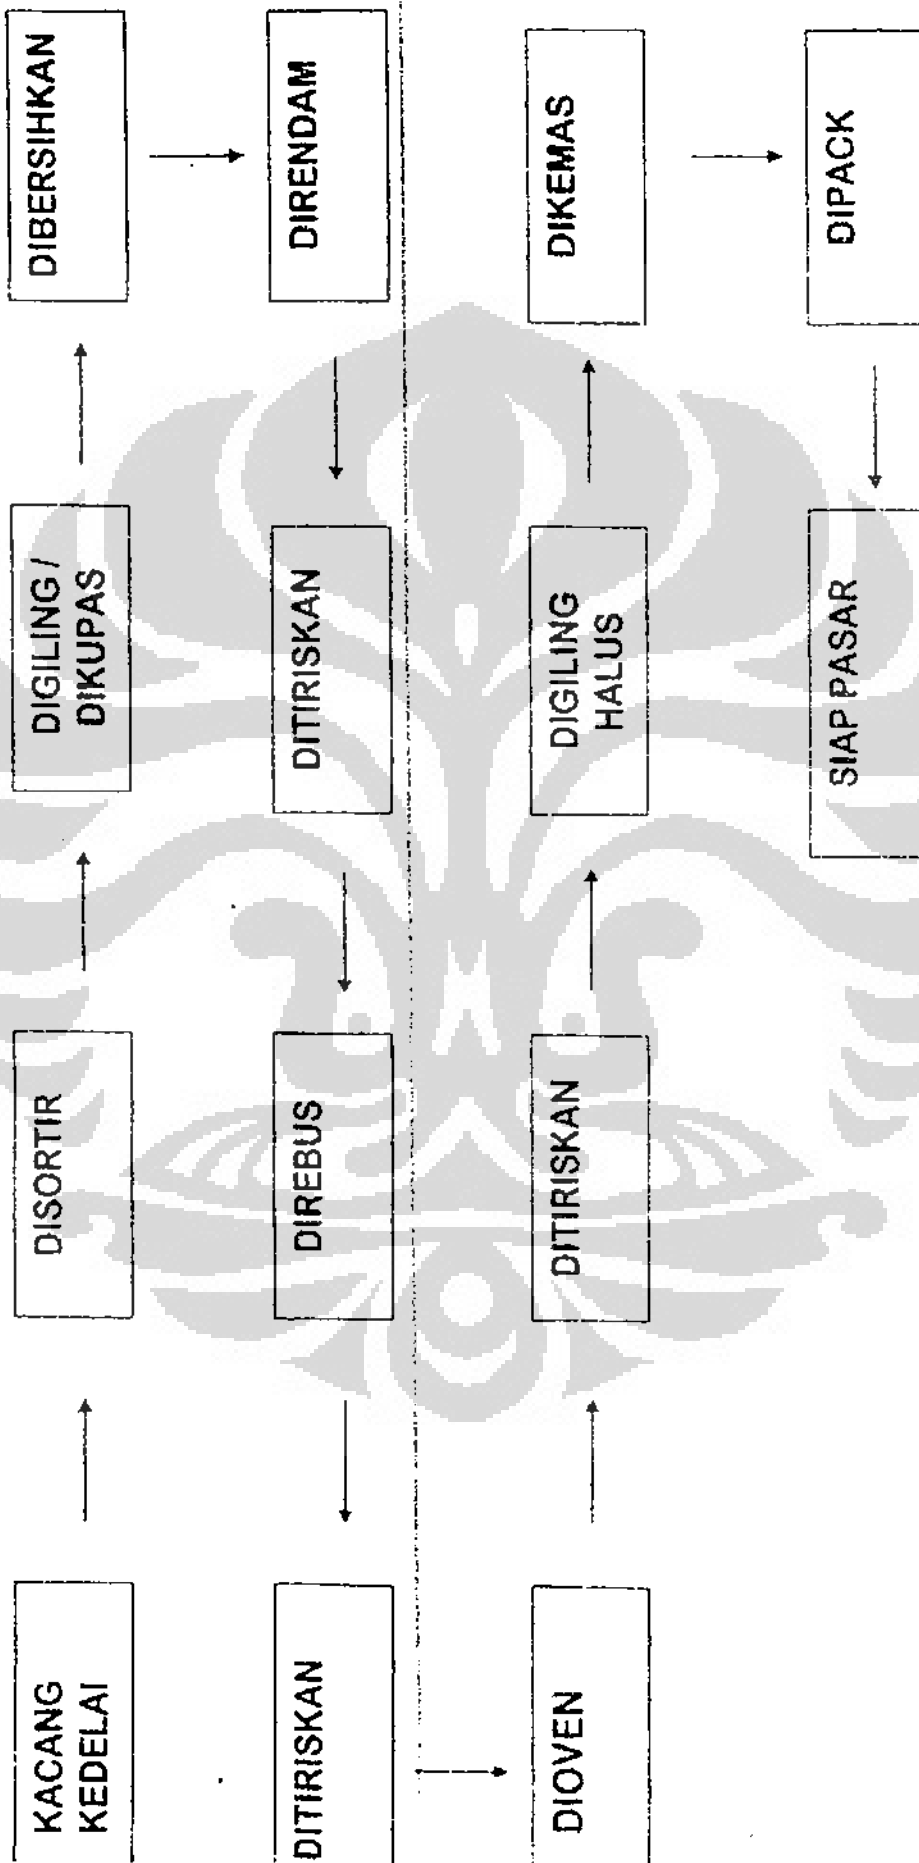 KACANG
KEDELAI
DISORTIR
DIGILING /
DIKUPAS
DIBERSIHKAN
DIRENDAM
DITIRISKAN
DIREBUS
DITIRISKAN
DIOVEN
DITIRISKAN
DIGILING
HALUS
DIKEMAS
DIPACK
SIAP PASAR